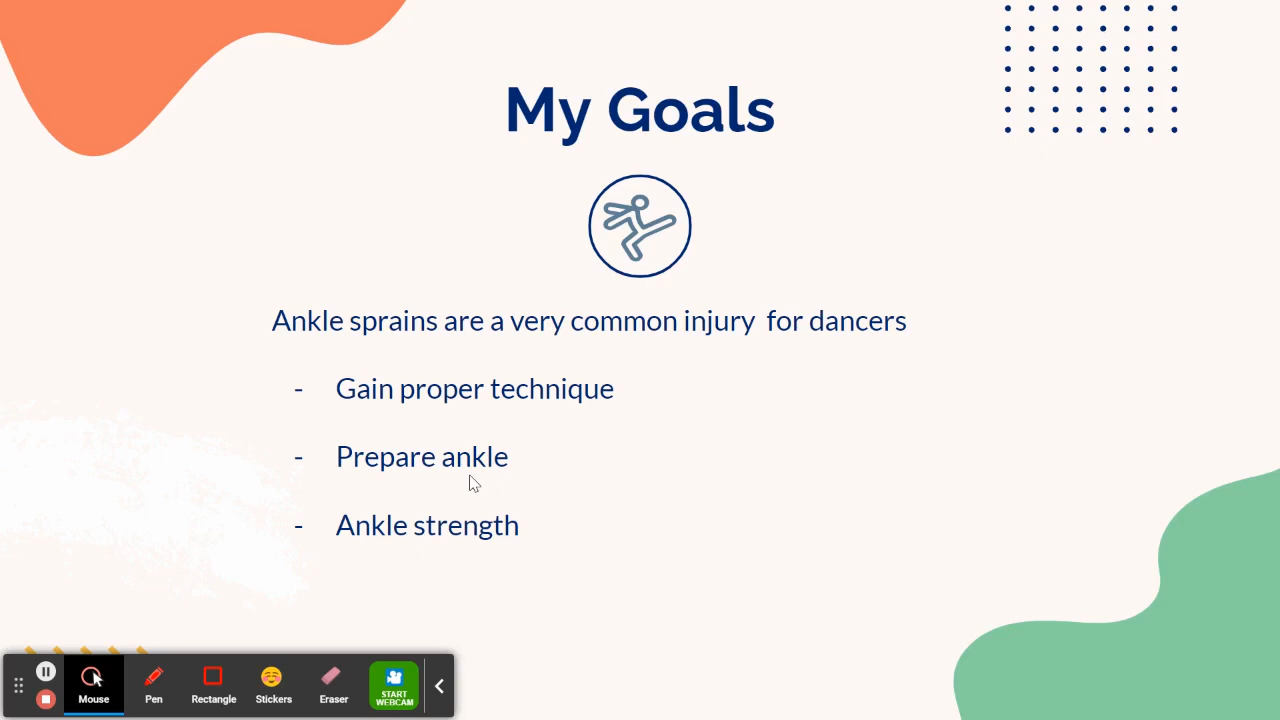 My Goals
Ankle sprains are a very common injury  for dancers
- Gain proper technique
- Prepare ankle
- Ankle strength
Mouse Pen Rectangle Stickers Eraser START WEBCAM